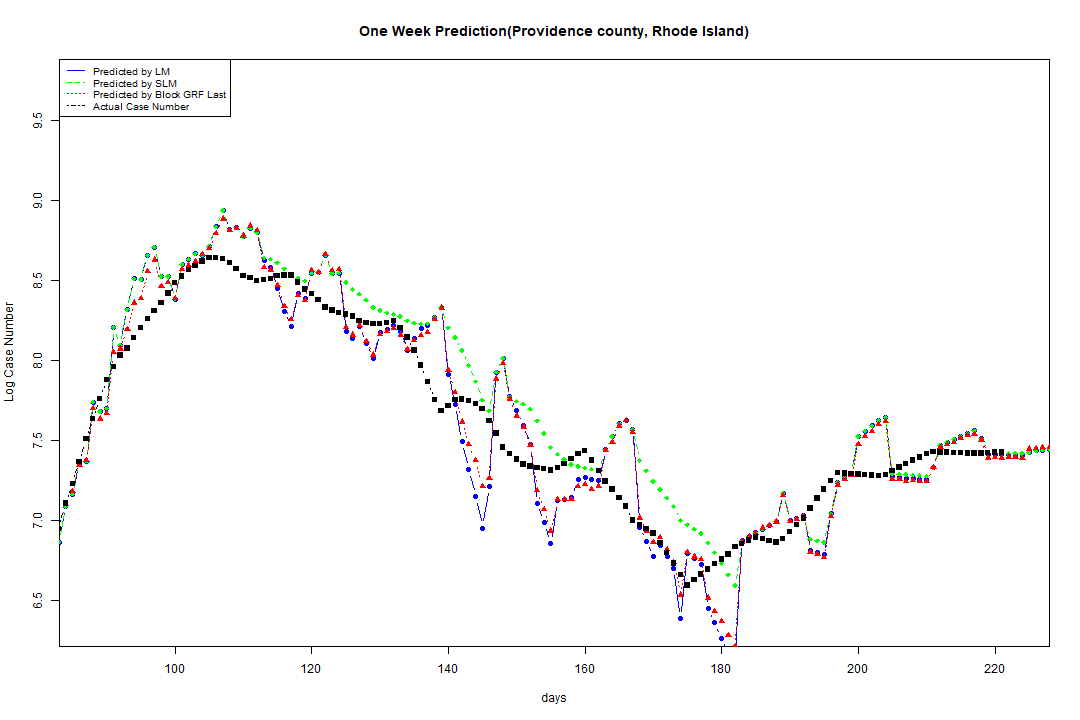 One Week Prediction(Providence county, Rhode Island)
Predicted by LM
Predicted by SLM
Predicted by Block GRF Last
Actual Case Number
9.5
9.0
8.5
8.0
7.5
7.0
6.5
Log Case Number
100 120 140 160 180 200 220
days